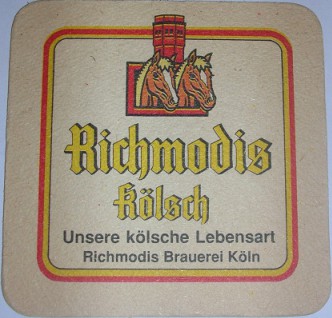 Richmodis
Kölsch
Unsere kölsche Lebensart
Richmodis Brauerei Köln